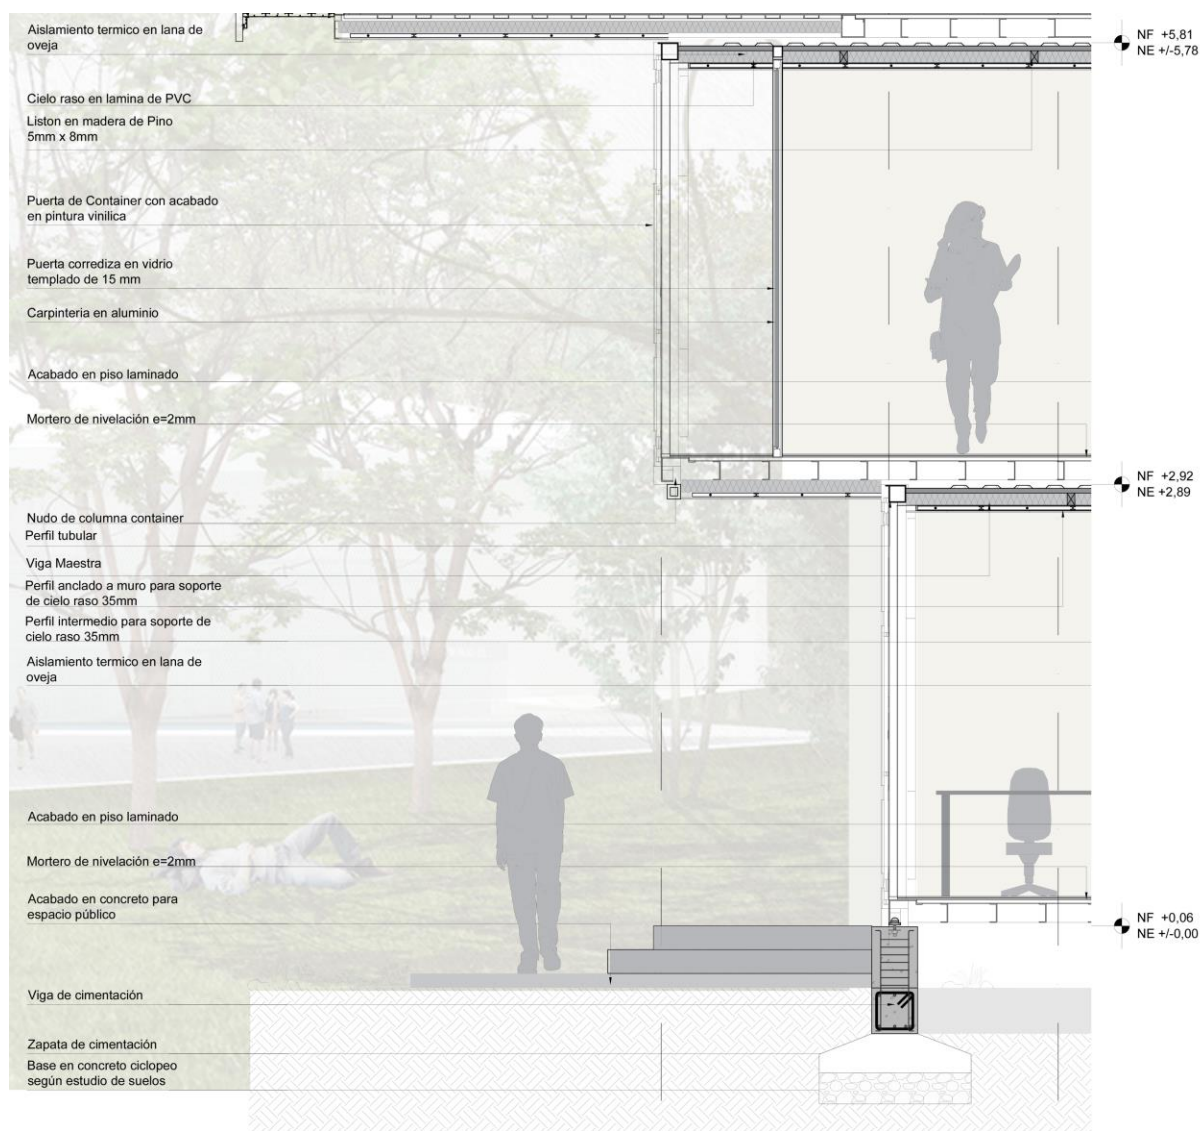 Aislamiento termico en lana de
oveja
NF +5,81
NE +/-5,78
Cielo raso en lamina de PVC
Liston en madera de Pino
5mm x 8mm
Puerta de Container con acabado
en pintura vinilica
Puerta corrediza en vidrio
templado de 15 mm
Carpinteria en aluminio
Acabado en piso laminado
Mortero de nivelación e=2mm
NF +2,92
NE +2,89
Nudo de columna container
Perfil tubular
Viga Maestra
Perfil anclado a muro para soporte
de cielo raso 35mm
Perfil intermedio para soporte de
cielo raso 35mm
Aislamiento termico en lana de
oveja
Acabado en piso laminado
Mortero de nivelación e=2mm
Acabado en concreto para
espacio público
NF +0,06
NE +/-0,00
Viga de cimentación
Zapata de cimentación
Base en concreto ciclopeo
según estudio de suelos